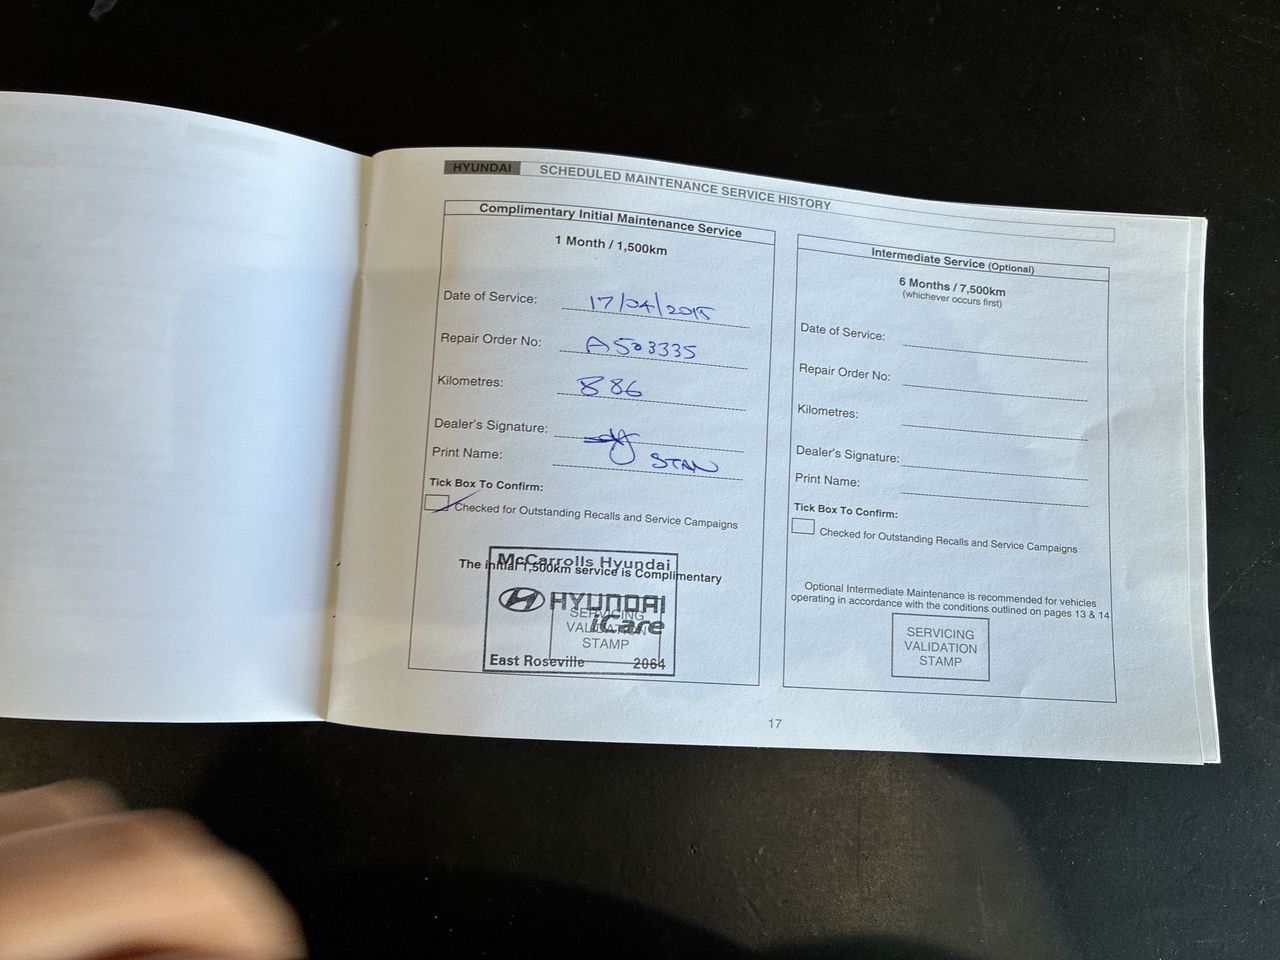 HYUNDAI SCHEDULED MAINTENANCE SERVICE HISTORY
Complimentary Initial Maintenance Service
1 Month / 1,500km
Date of Service: 17/04/2015
Repair Order No: A503335
Kilometres: 886
Dealer's Signature:
Print Name: STAN
Tick Box To Confirm:
Checked for Outstanding Recalls and Service Campaigns
The initial 1,500km service is Complimentary
McCarrolls Hyundai
HYUNDAI
iCare
SERVICING
VALIDATION
STAMP
East Roseville 2064
Intermediate Service (Optional)
6 Months / 7,500km
(whichever occurs first)
Date of Service:
Repair Order No:
Kilometres:
Dealer's Signature:
Print Name:
Tick Box To Confirm:
Checked for Outstanding Recalls and Service Campaigns
Optional Intermediate Maintenance is recommended for vehicles
operating in accordance with the conditions outlined on pages 13 & 14
SERVICING
VALIDATION
STAMP
17